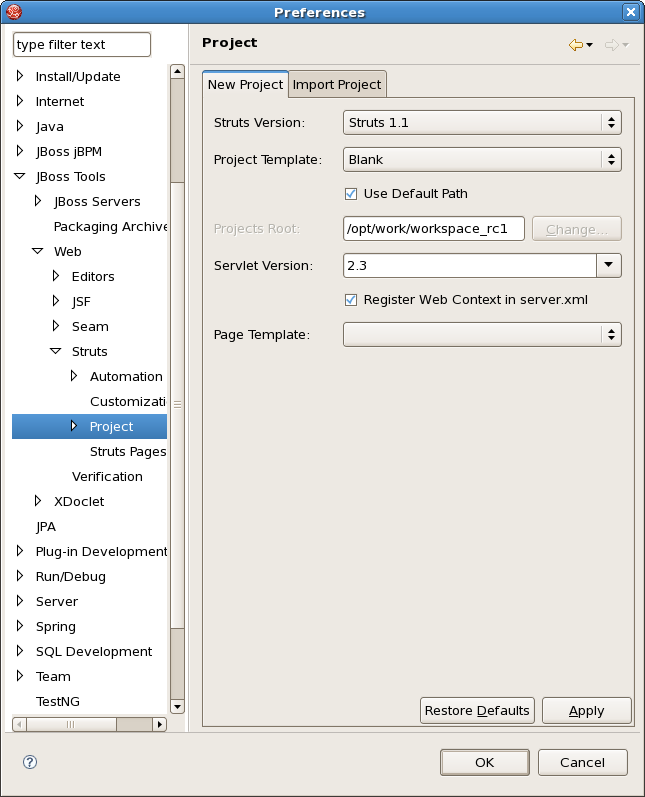 Preferences
type filter text
Install/Update
Internet
Java
JBoss jBPM
JBoss Tools
JBoss Servers
Packaging Archive
Web
Editors
JSF
Seam
Struts
Automation
Customizati
Project
Struts Pages
Verification
XDoclet
JPA
Plug-in Development
Run/Debug
Server
Spring
SQL Development
Team
TestNG
Project
New Project Import Project
Struts Version: Struts 1.1
Project Template: Blank
Use Default Path
Projects Root: /opt/work/workspace_rc1 Change...
Servlet Version: 2.3
Register Web Context in server.xml
Page Template:
Restore Defaults Apply
? OK Cancel